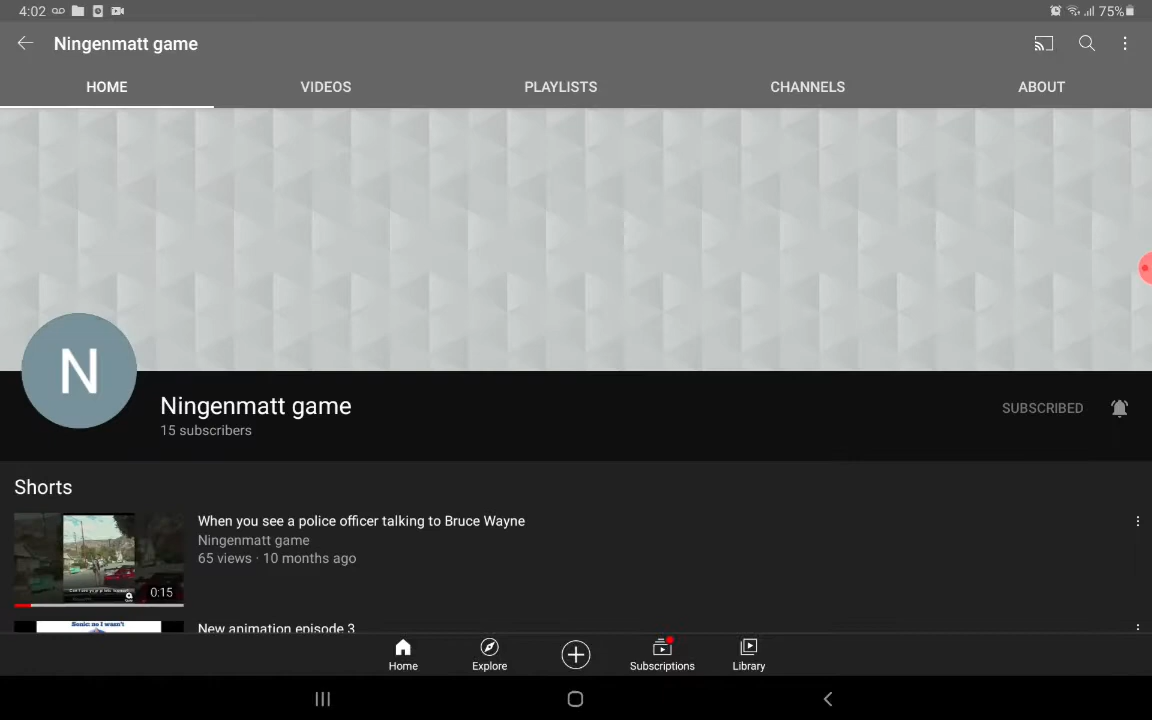 4:02
75%
Ningenmatt game
HOME
VIDEOS
PLAYLISTS
CHANNELS
ABOUT
N
Ningenmatt game
15 subscribers
SUBSCRIBED
Shorts
When you see a police officer talking to Bruce Wayne
Ningenmatt game
65 views · 10 months ago
0:15
Sonic: no I wasn't
New animation episode 3
Home
Explore
Subscriptions
Library